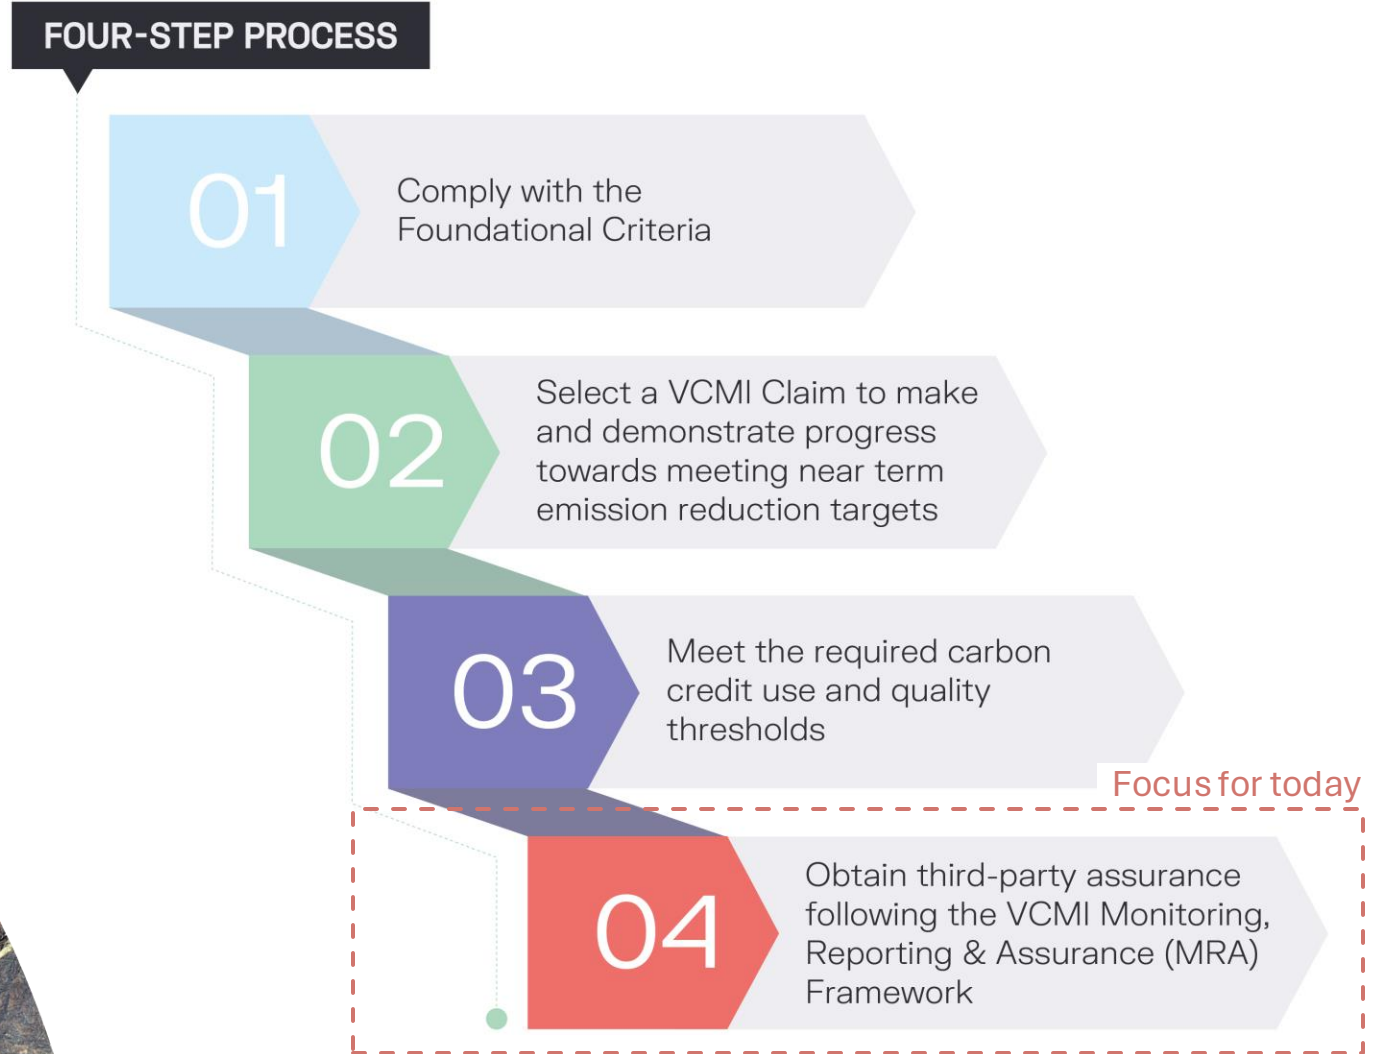 FOUR-STEP PROCESS
01
Comply with the
Foundational Criteria
02
Select a VCMI Claim to make
and demonstrate progress
towards meeting near term
emission reduction targets
03
Meet the required carbon
credit use and quality
thresholds
Focus for today
04
Obtain third-party assurance
following the VCMI Monitoring,
Reporting & Assurance (MRA)
Framework